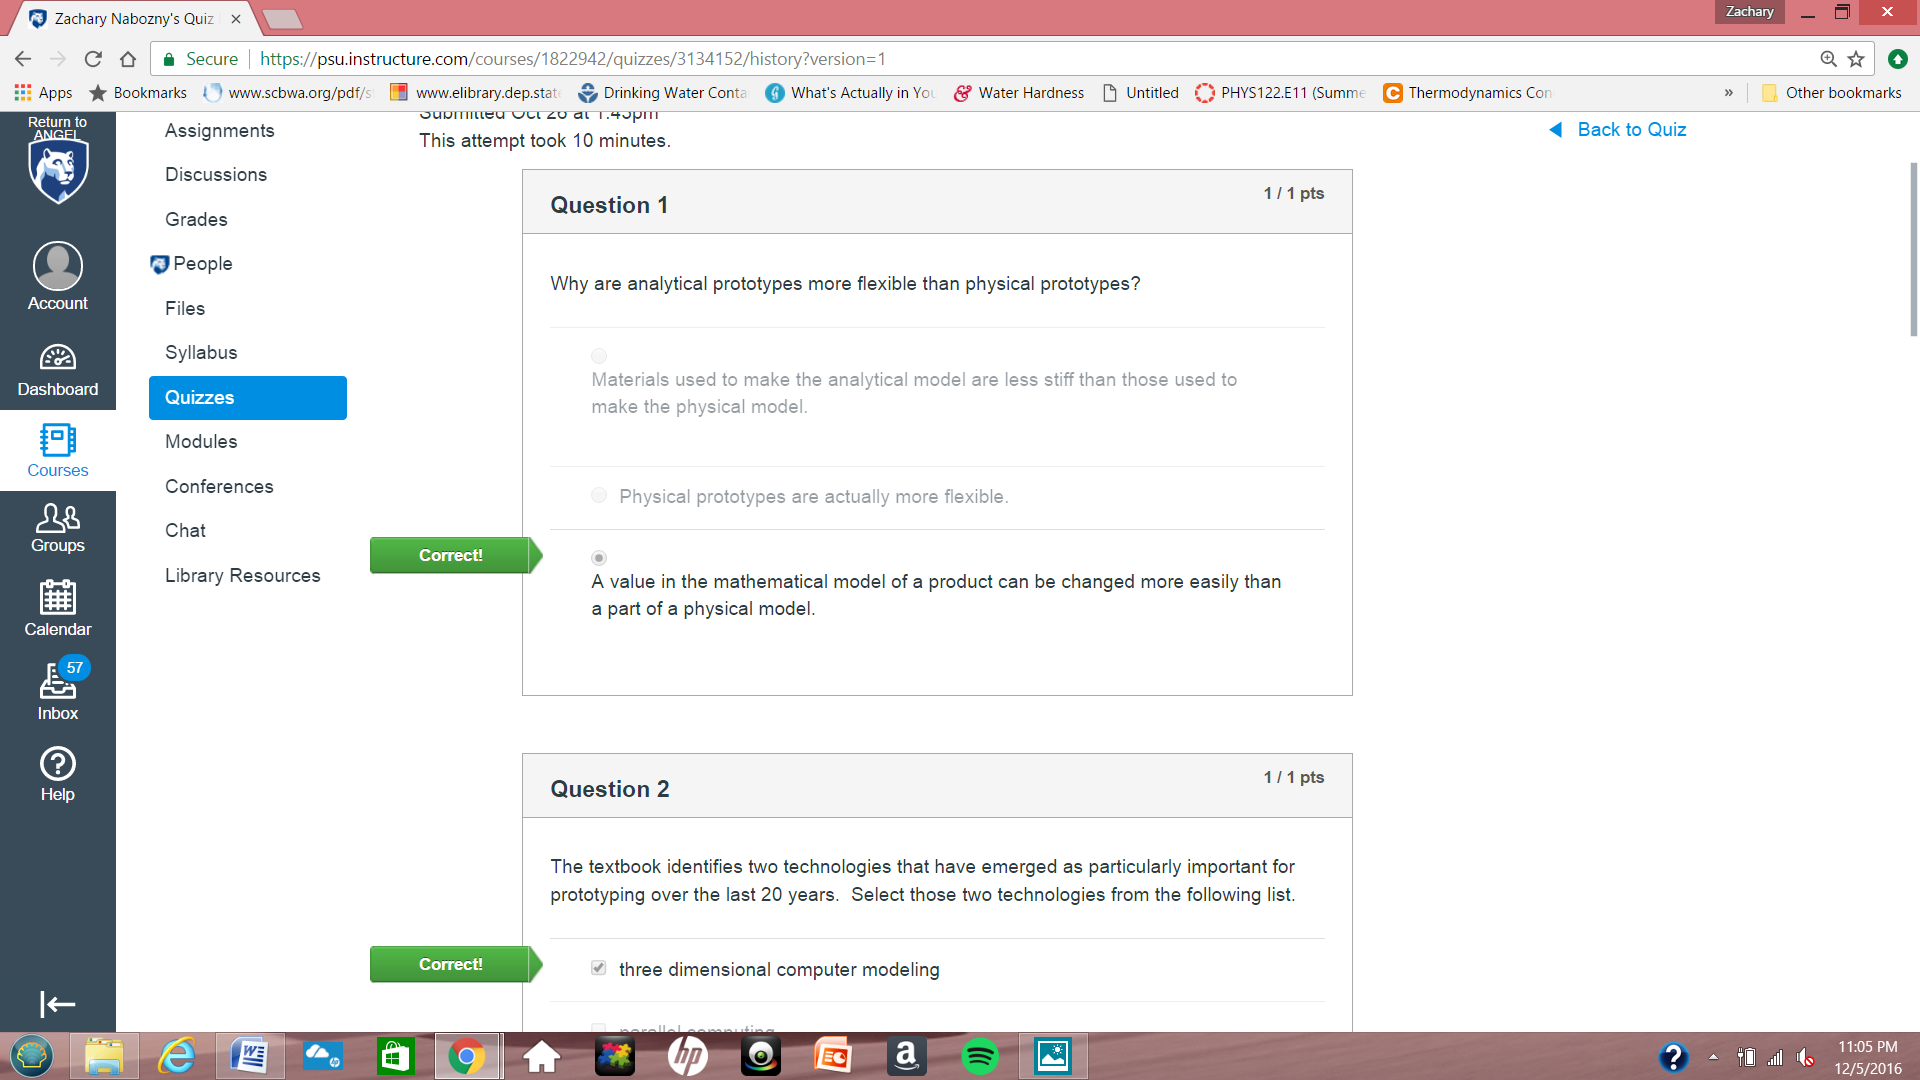 Zachary Nabozny's Quiz
Zachary
Secure
https://psu.instructure.com/courses/1822942/quizzes/3134152/history?version=1
Apps
Bookmarks
www.scbwa.org/pdf/s
www.elibrary.dep.stat
Drinking Water Conta
What's Actually in Yo
Water Hardness
Untitled
PHYS122.E11 (Summe
Thermodynamics Con
»
Other bookmarks
Return to
ANGEL
Account
Dashboard
Courses
Groups
Calendar
57
Inbox
Help
Assignments
Discussions
Grades
People
Files
Syllabus
Quizzes
Modules
Conferences
Chat
Library Resources
Submitted Oct 26 at 1:43pm
This attempt took 10 minutes.
Back to Quiz
Question 1
1 / 1 pts
Why are analytical prototypes more flexible than physical prototypes?
Materials used to make the analytical model are less stiff than those used to
make the physical model.
Physical prototypes are actually more flexible.
Correct!
A value in the mathematical model of a product can be changed more easily than
a part of a physical model.
Question 2
1 / 1 pts
The textbook identifies two technologies that have emerged as particularly important for
prototyping over the last 20 years.  Select those two technologies from the following list.
Correct!
three dimensional computer modeling
parallel computing
11:05 PM
12/5/2016